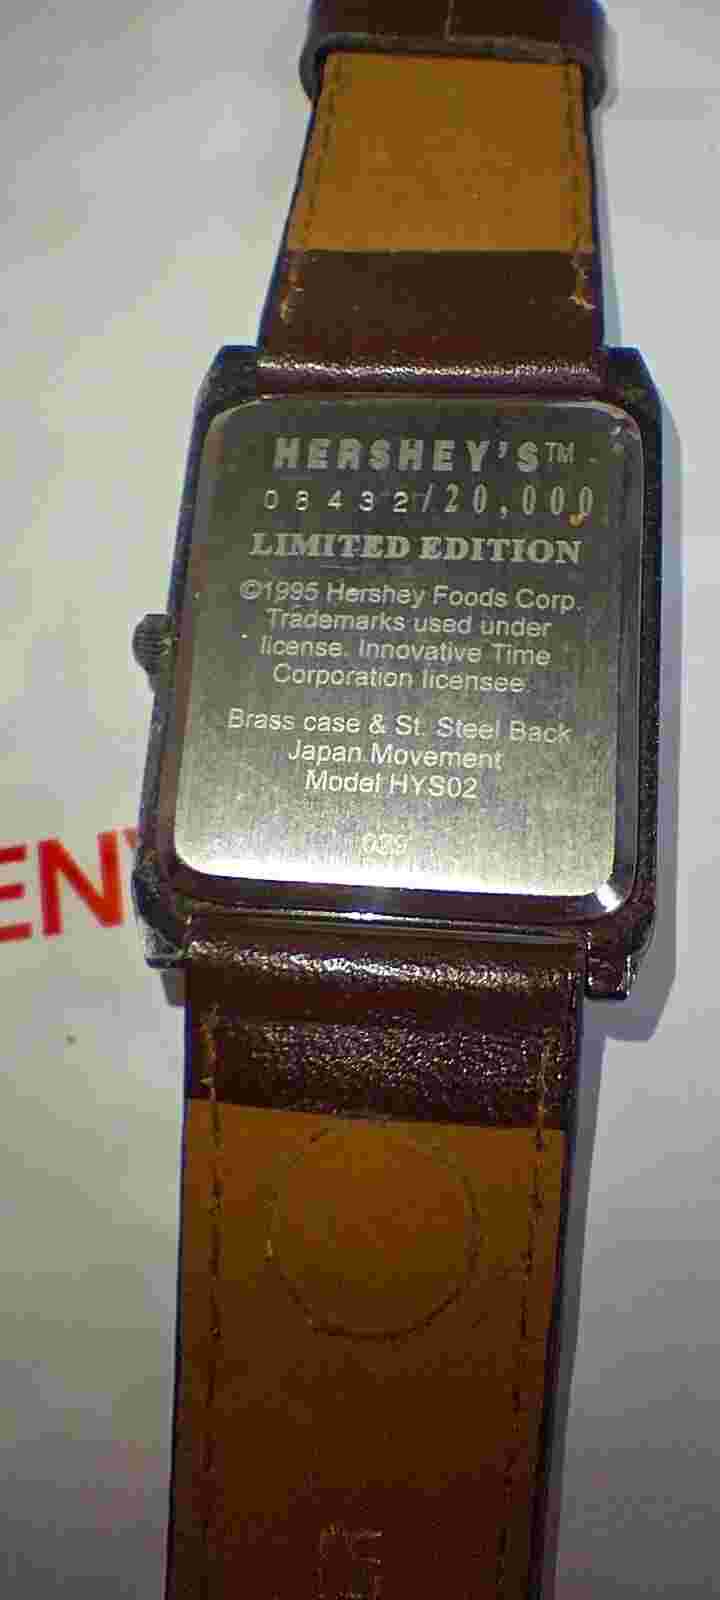 HERSHEY'S™
08432/20,000
LIMITED EDITION
©1995 Hershey Foods Corp.
Trademarks used under
license. Innovative Time
Corporation licensee
Brass case & St. Steel Back
Japan Movement
Model HYS02
EN